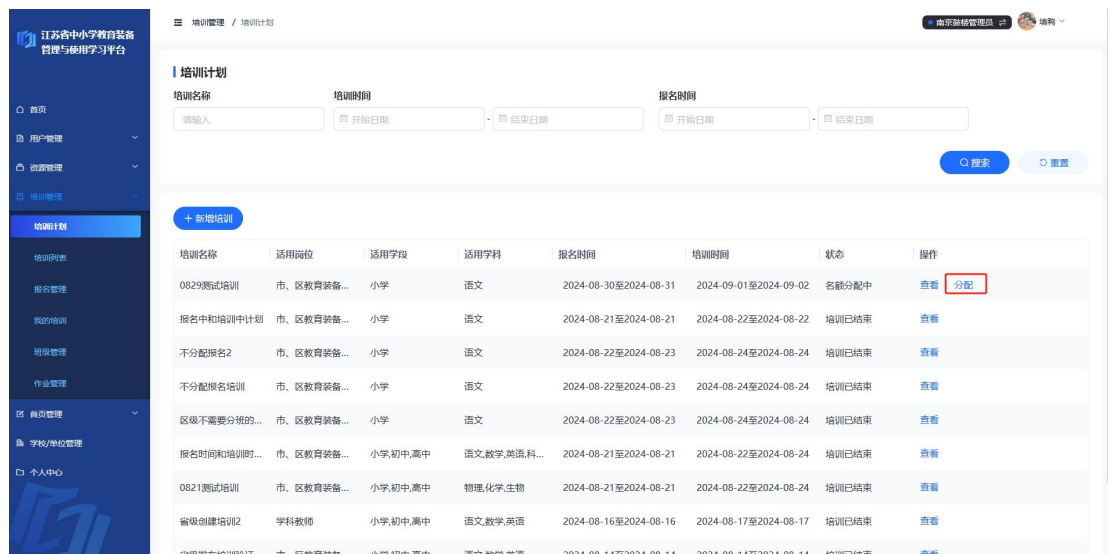 江苏省中小学教育装备
管理与使用学习平台
培训管理 / 培训计划
南京鼓楼管理员
填鸭
首页
用户管理
资源管理
培训管理
培训计划
培训列表
报名管理
我的培训
班级管理
作业管理
首页管理
学校/单位管理
个人中心
培训计划
培训名称 培训时间 报名时间
请输入 开始日期 - 结束日期 开始日期 - 结束日期
搜索 重置
+ 新增培训
培训名称 适用岗位 适用学段 适用学科 报名时间 培训时间 状态 操作
0829测试培训 市、区教育装备... 小学 语文 2024-08-30至2024-08-31 2024-09-01至2024-09-02 名额分配中 查看 分配
报名中和培训中计划 市、区教育装备... 小学 语文 2024-08-21至2024-08-21 2024-08-22至2024-08-22 培训已结束 查看
不分配报名2 市、区教育装备... 小学 语文 2024-08-22至2024-08-23 2024-08-24至2024-08-24 培训已结束 查看
不分配报名培训 市、区教育装备... 小学 语文 2024-08-22至2024-08-23 2024-08-24至2024-08-24 培训已结束 查看
区级不需要分班的... 市、区教育装备... 小学 语文 2024-08-22至2024-08-23 2024-08-24至2024-08-24 培训已结束 查看
报名时间和培训时... 市、区教育装备... 小学,初中,高中 语文,数学,英语,科... 2024-08-21至2024-08-21 2024-08-22至2024-08-24 培训已结束 查看
0821测试培训 市、区教育装备... 小学,初中,高中 物理,化学,生物 2024-08-21至2024-08-21 2024-08-22至2024-08-24 培训已结束 查看
省级创建培训2 学科教师 小学,初中,高中 语文,数学,英语 2024-08-16至2024-08-16 2024-08-17至2024-08-17 培训已结束 查看